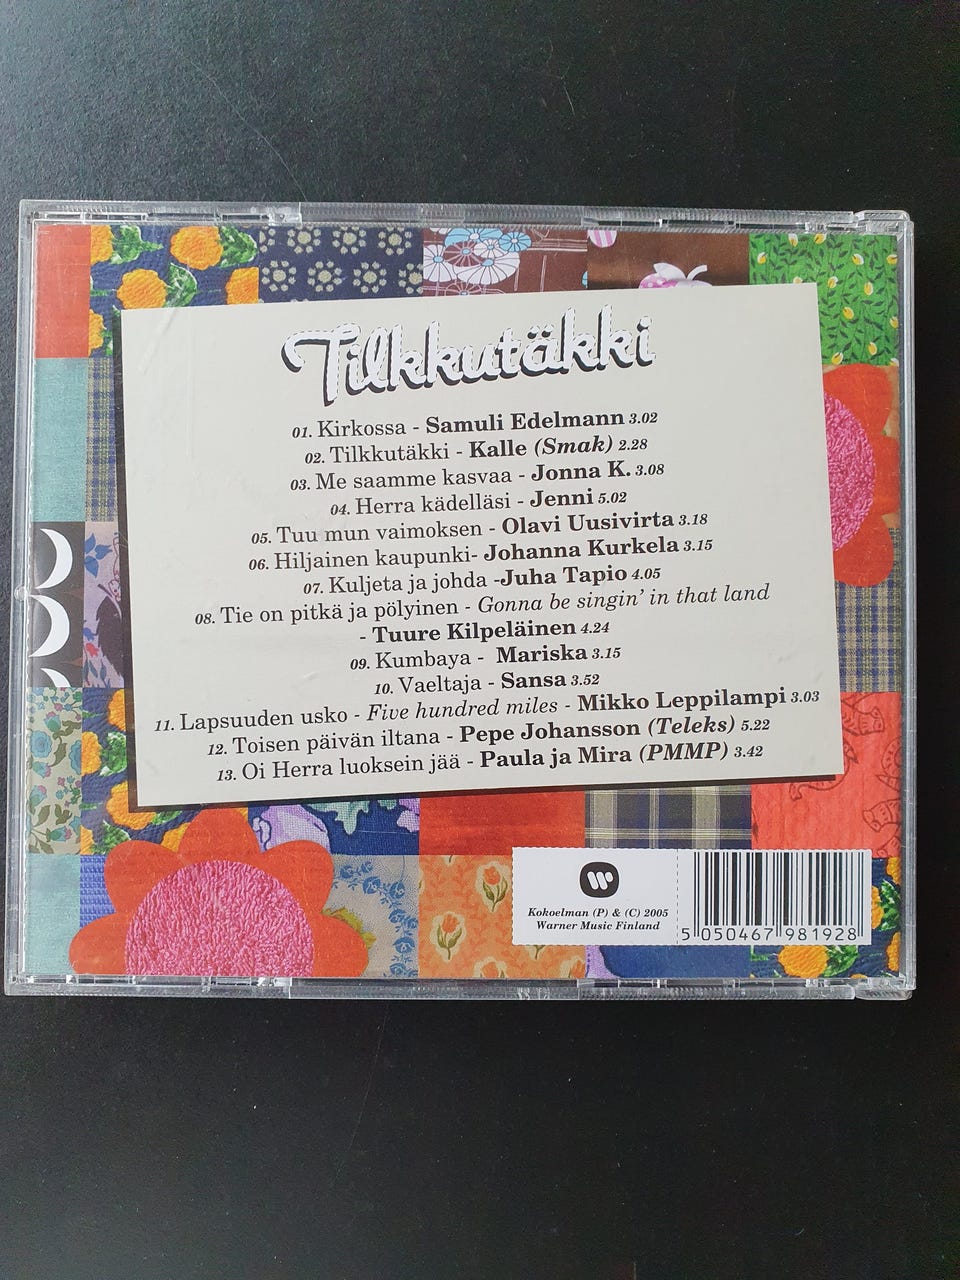 Tilkkutäkki
01. Kirkossa - Samuli Edelmann 3.02
02. Tilkkutäkki - Kalle (Smak) 2.28
03. Me saamme kasvaa - Jonna K. 3.08
04. Herra kädelläsi - Jenni 5.02
05. Tuu mun vaimoksen - Olavi Uusivirta 3.18
06. Hiljainen kaupunki- Johanna Kurkela 3.15
07. Kuljeta ja johda -Juha Tapio 4.05
08. Tie on pitkä ja pölyinen - Gonna be singin' in that land
- Tuure Kilpeläinen 4.24
09. Kumbaya - Mariska 3.15
10. Vaeltaja - Sansa 3.52
11. Lapsuuden usko - Five hundred miles - Mikko Leppilampi 3.03
12. Toisen päivän iltana - Pepe Johansson (Teleks) 5.22
13. Oi Herra luoksein jää - Paula ja Mira (PMMP) 3.42
Kokoelman (P) & (C) 2005
Warner Music Finland
5 050467 981928